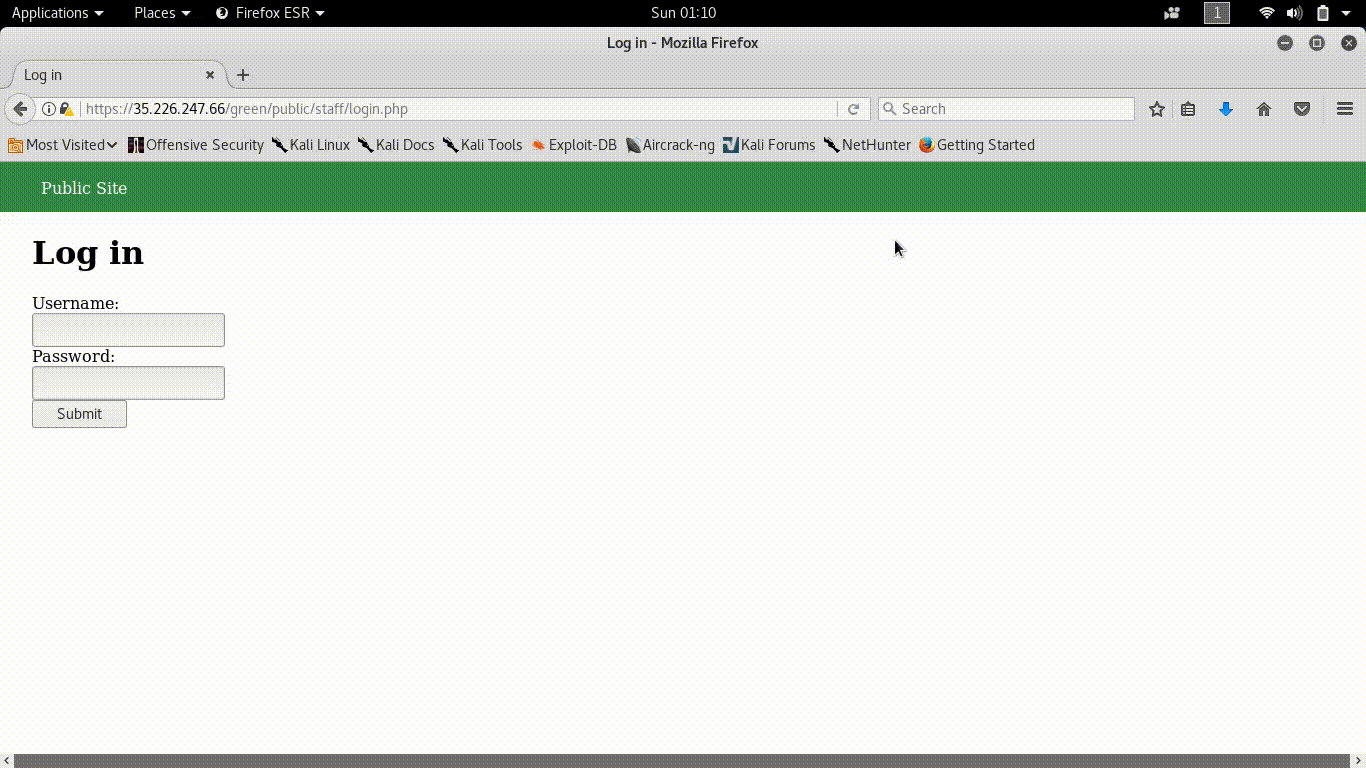 Applications Places Firefox ESR Sun 01:10 1
Log in - Mozilla Firefox
Log in
https://35.226.247.66/green/public/staff/login.php Search
Most Visited Offensive Security Kali Linux Kali Docs Kali Tools Exploit-DB Aircrack-ng Kali Forums NetHunter Getting Started
Public Site
Log in
Username:
Password:
Submit